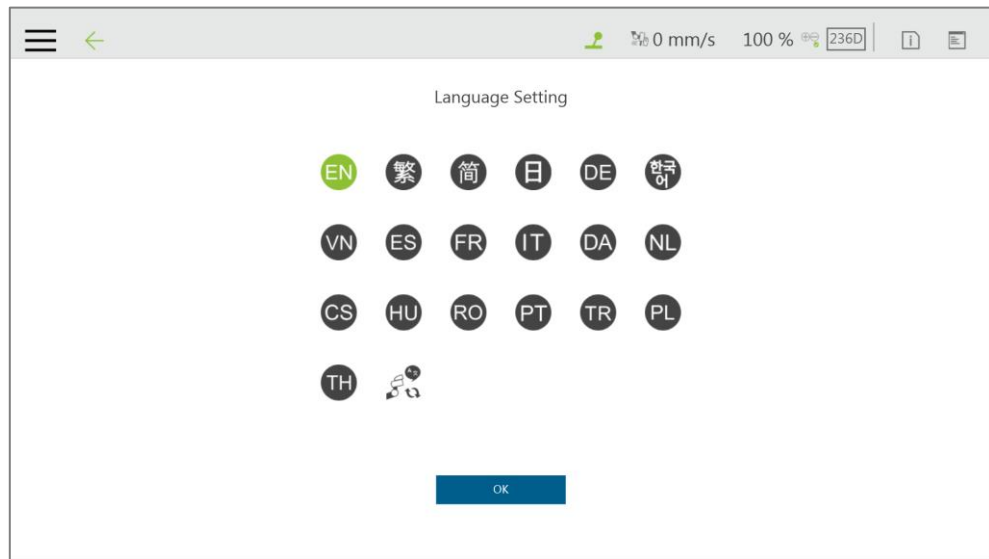 0 mm/s 100 % 236D
Language Setting
EN 繁 简 日 DE 한국어
VN ES FR IT DA NL
CS HU RO PT TR PL
TH
OK